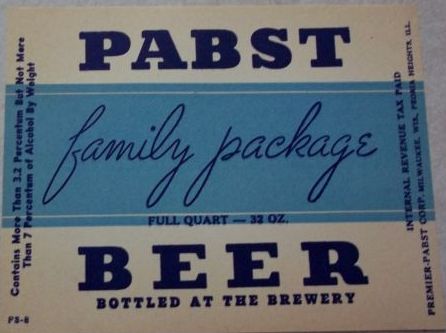 PABST
family package
FULL QUART — 32 OZ.
BEER
BOTTLED AT THE BREWERY
PS-8
Contains More Than 3.2 Percentum But Not More
Than 7 Percentum of Alcohol By Weight
INTERNAL REVENUE TAX PAID
PREMIER-PABST CORP. MILWAUKEE, WIS., PEORIA HEIGHTS, ILL.